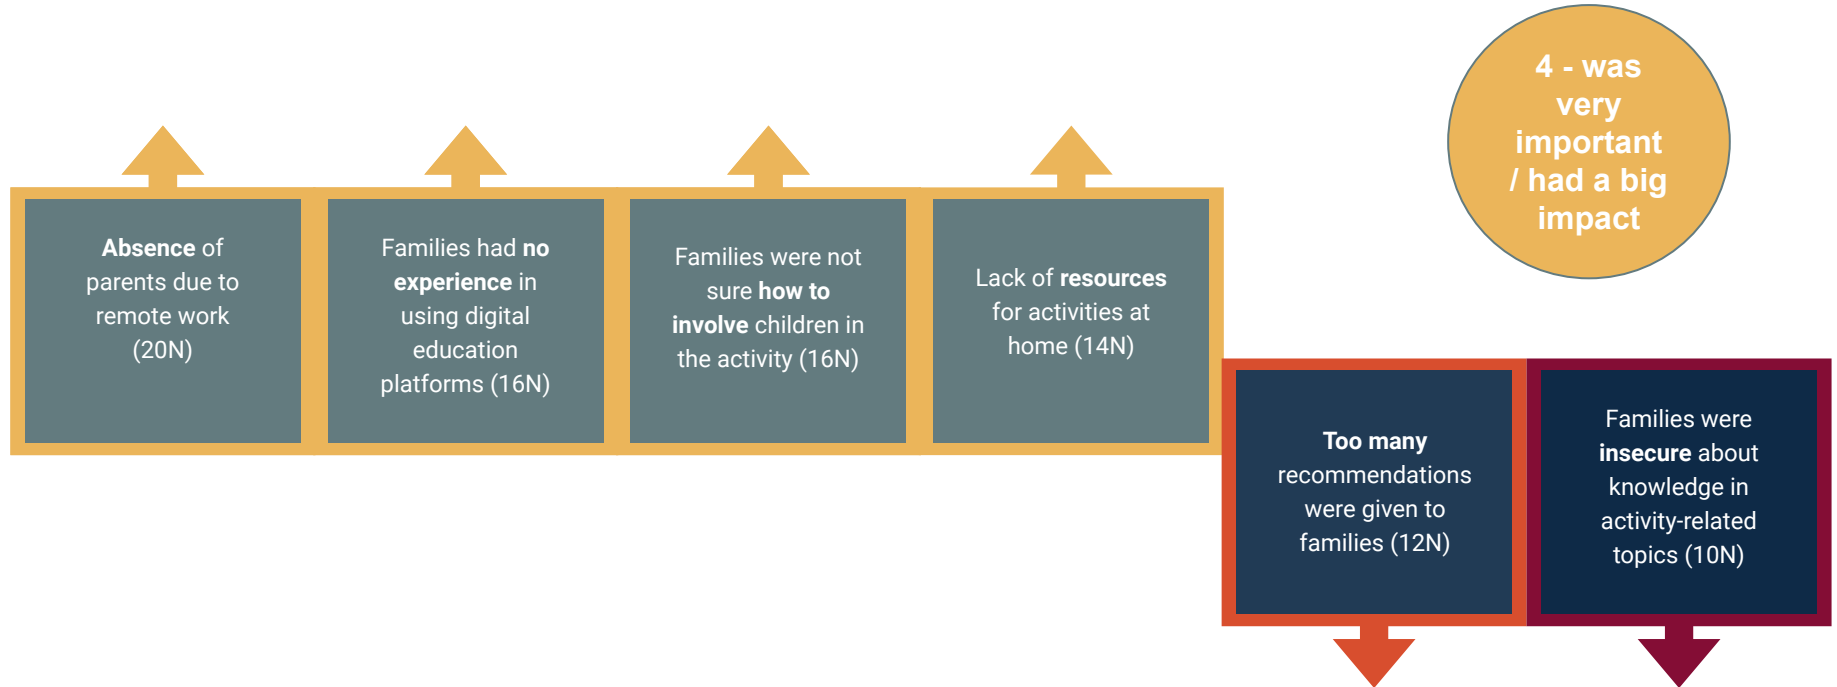 4 - was
very
important
/ had a big
impact
Absence of
parents due to
remote work
(20N)
Families had no
experience in
using digital
education
platforms (16N)
Families were not
sure how to
involve children in
the activity (16N)
Lack of resources
for activities at
home (14N)
Too many
recommendations
were given to
families (12N)
Families were
insecure about
knowledge in
activity-related
topics (10N)